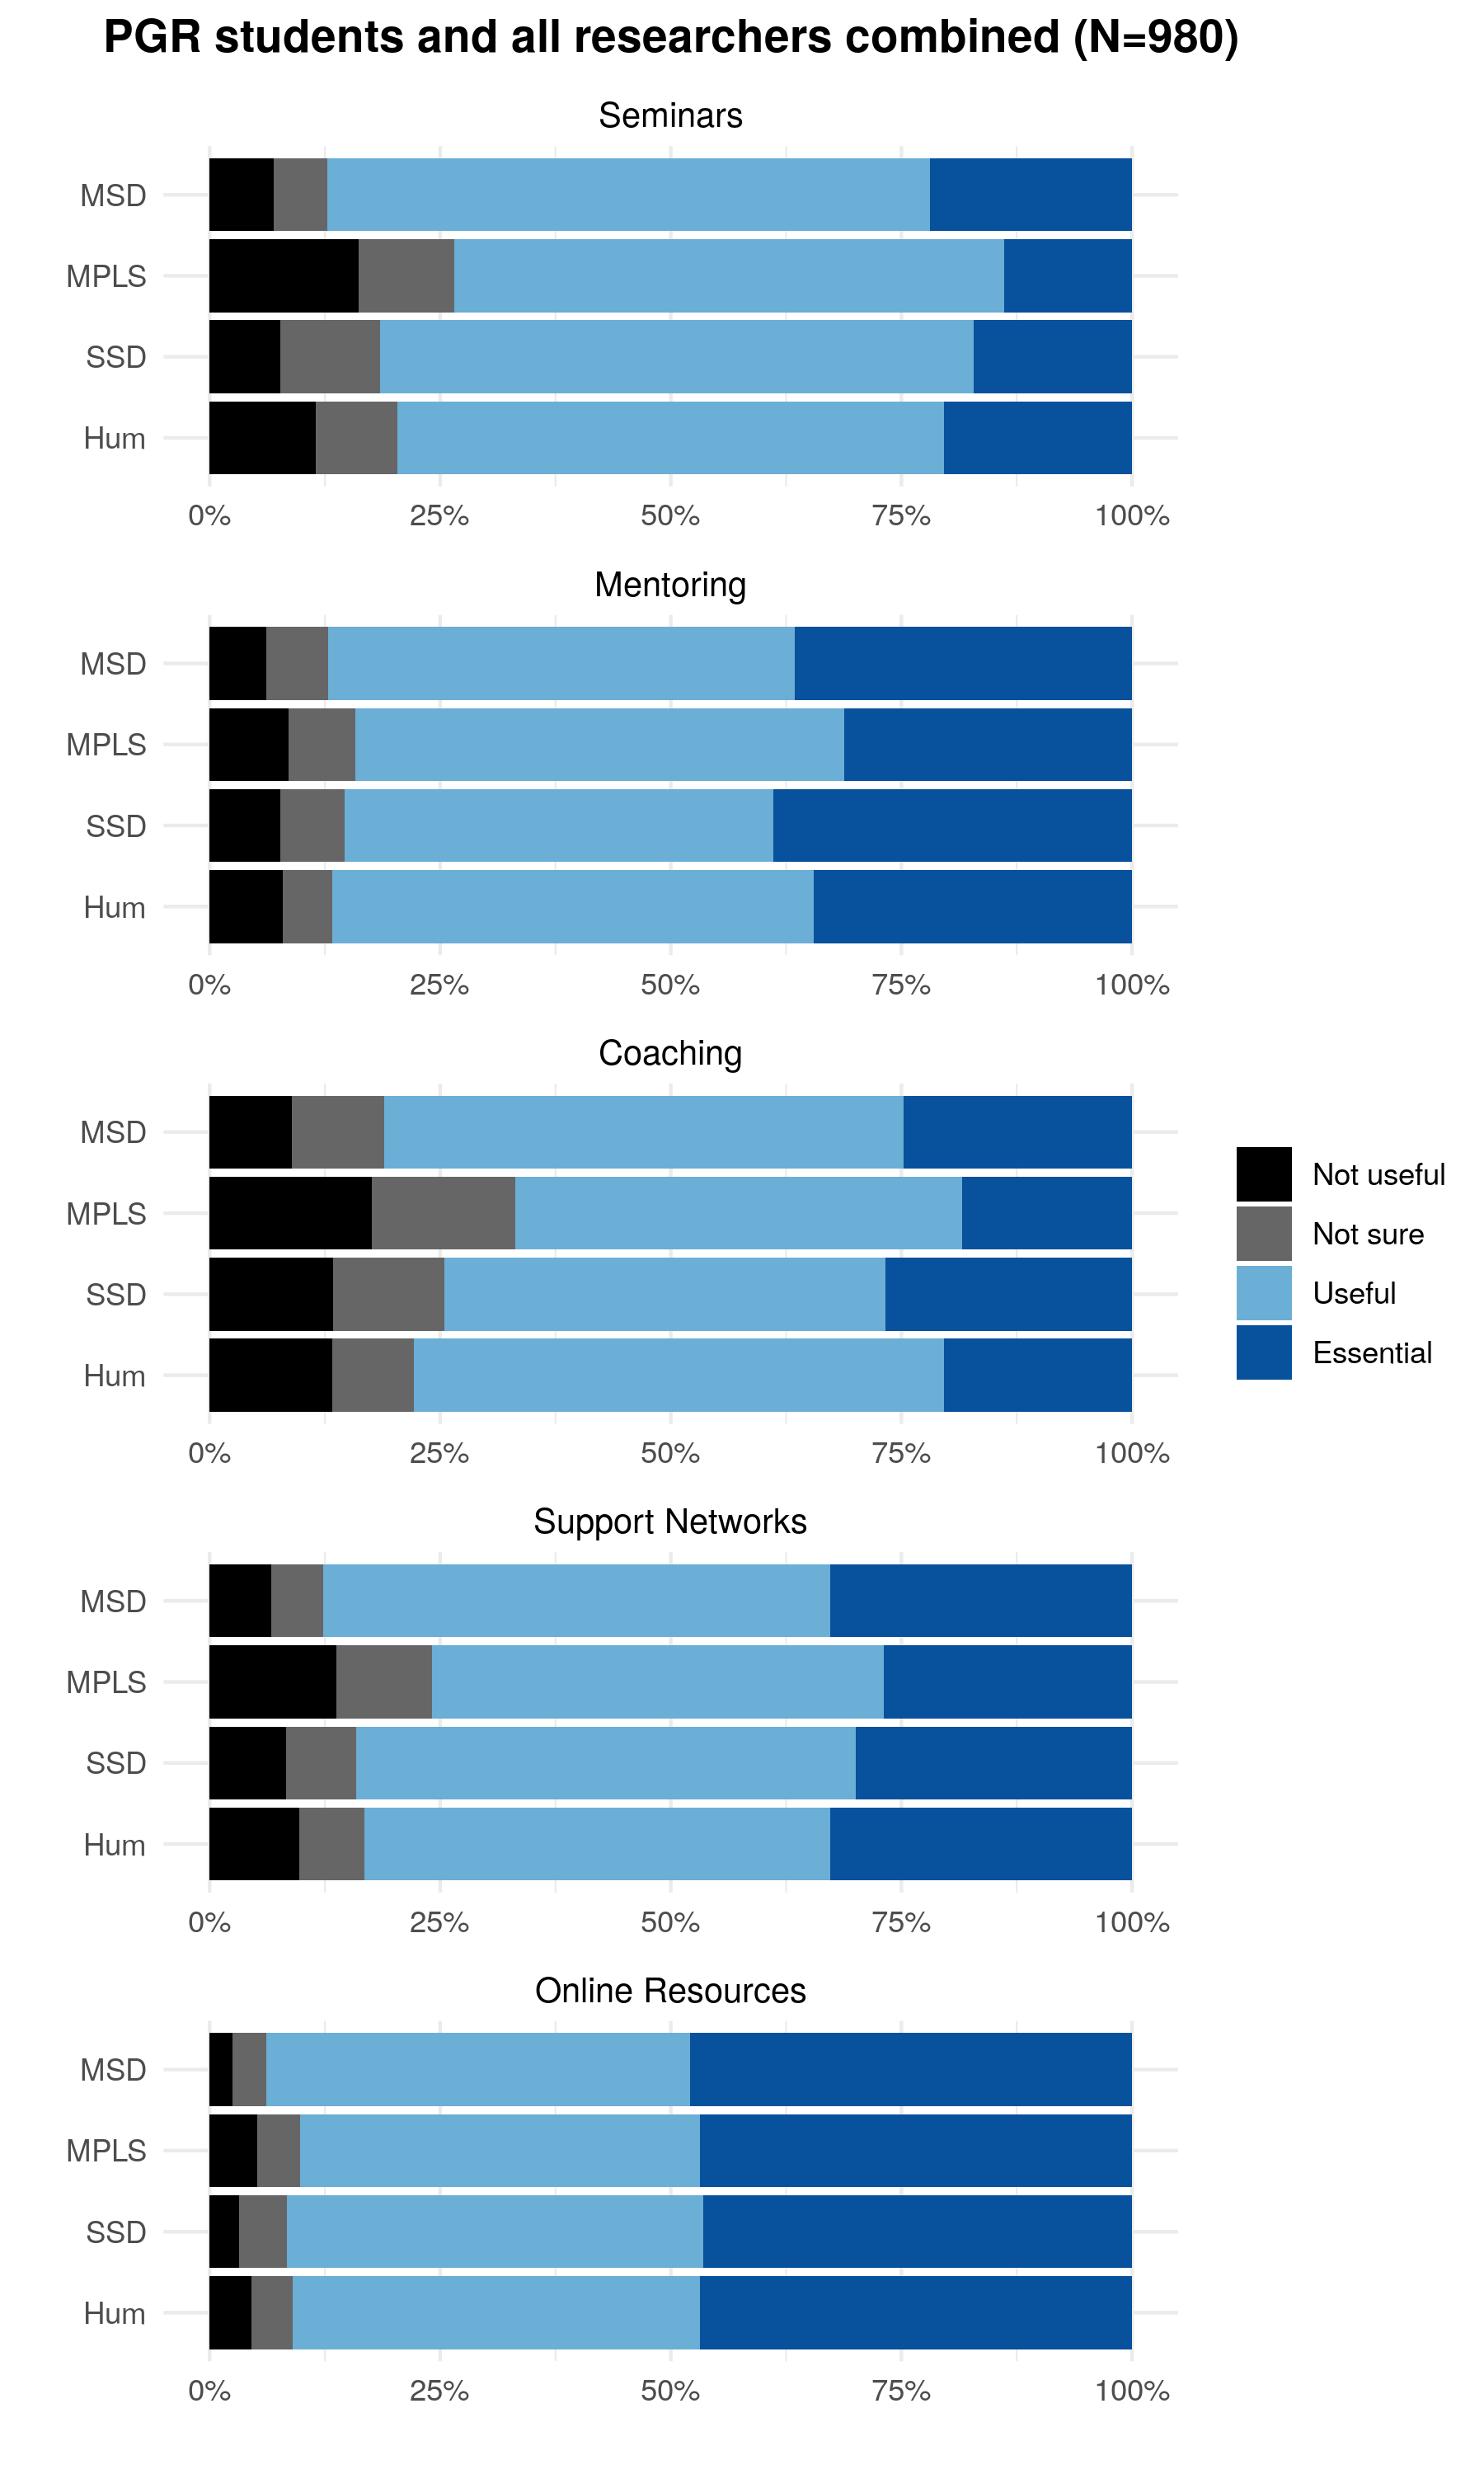 PGR students and all researchers combined (N=980)
Seminars
MSD
MPLS
SSD
Hum
0% 25% 50% 75% 100%
Mentoring
MSD
MPLS
SSD
Hum
0% 25% 50% 75% 100%
Coaching
MSD
MPLS
SSD
Hum
0% 25% 50% 75% 100%
Not useful
Not sure
Useful
Essential
Support Networks
MSD
MPLS
SSD
Hum
0% 25% 50% 75% 100%
Online Resources
MSD
MPLS
SSD
Hum
0% 25% 50% 75% 100%